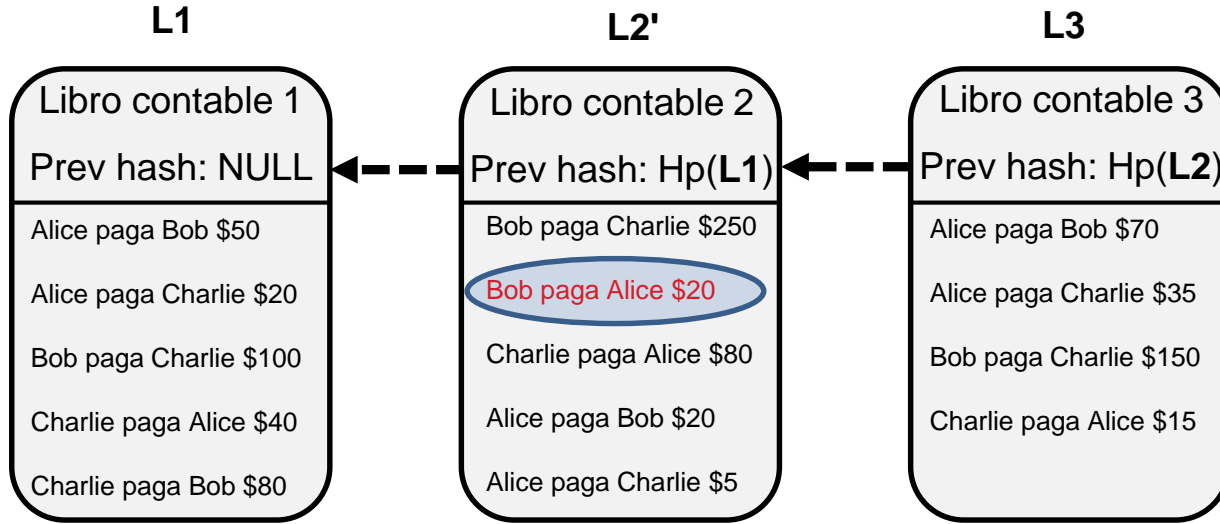 L1
Libro contable 1
Prev hash: NULL
Alice paga Bob $50
Alice paga Charlie $20
Bob paga Charlie $100
Charlie paga Alice $40
Charlie paga Bob $80
L2'
Libro contable 2
Prev hash: Hp(L1)
Bob paga Charlie $250
Bob paga Alice $20
Charlie paga Alice $80
Alice paga Bob $20
Alice paga Charlie $5
L3
Libro contable 3
Prev hash: Hp(L2)
Alice paga Bob $70
Alice paga Charlie $35
Bob paga Charlie $150
Charlie paga Alice $15